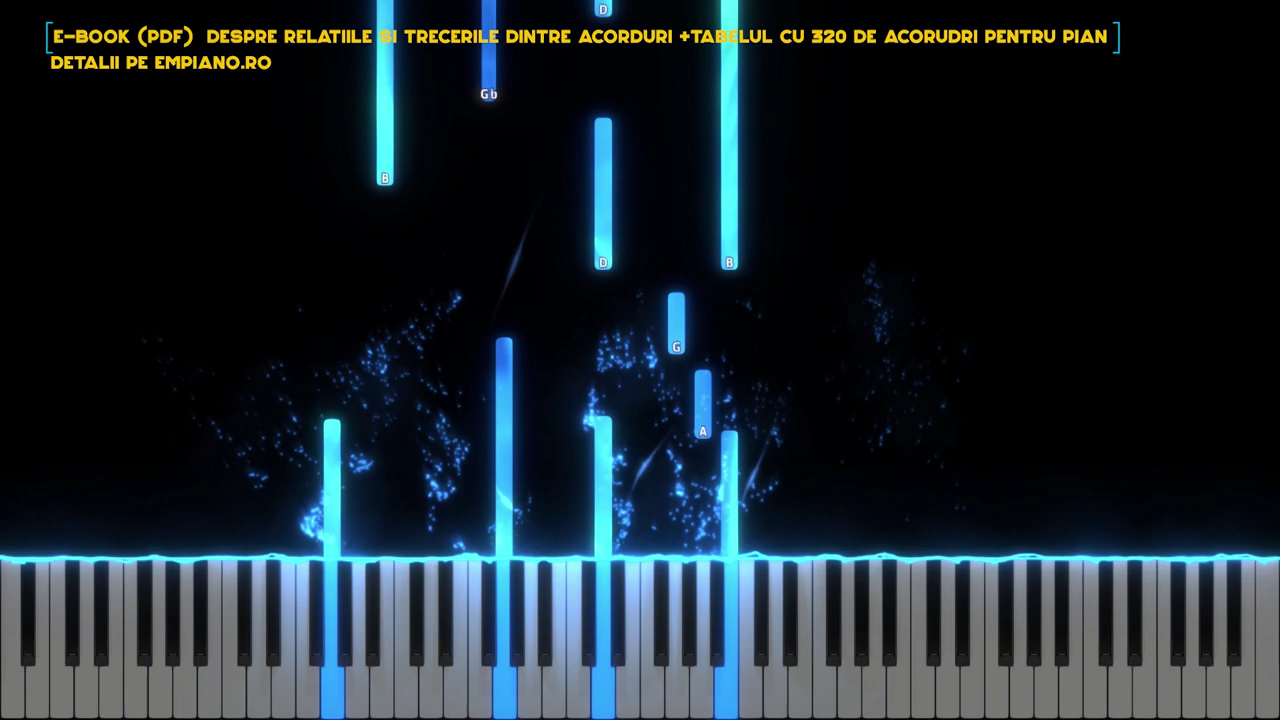 D
E-BOOK (PDF) DESPRE RELATIILE SI TRECERILE DINTRE ACORDURI +TABELUL CU 320 DE ACORUDRI PENTRU PIAN
DETALII PE EMPIANO.RO
Gb
B
D B
G
A